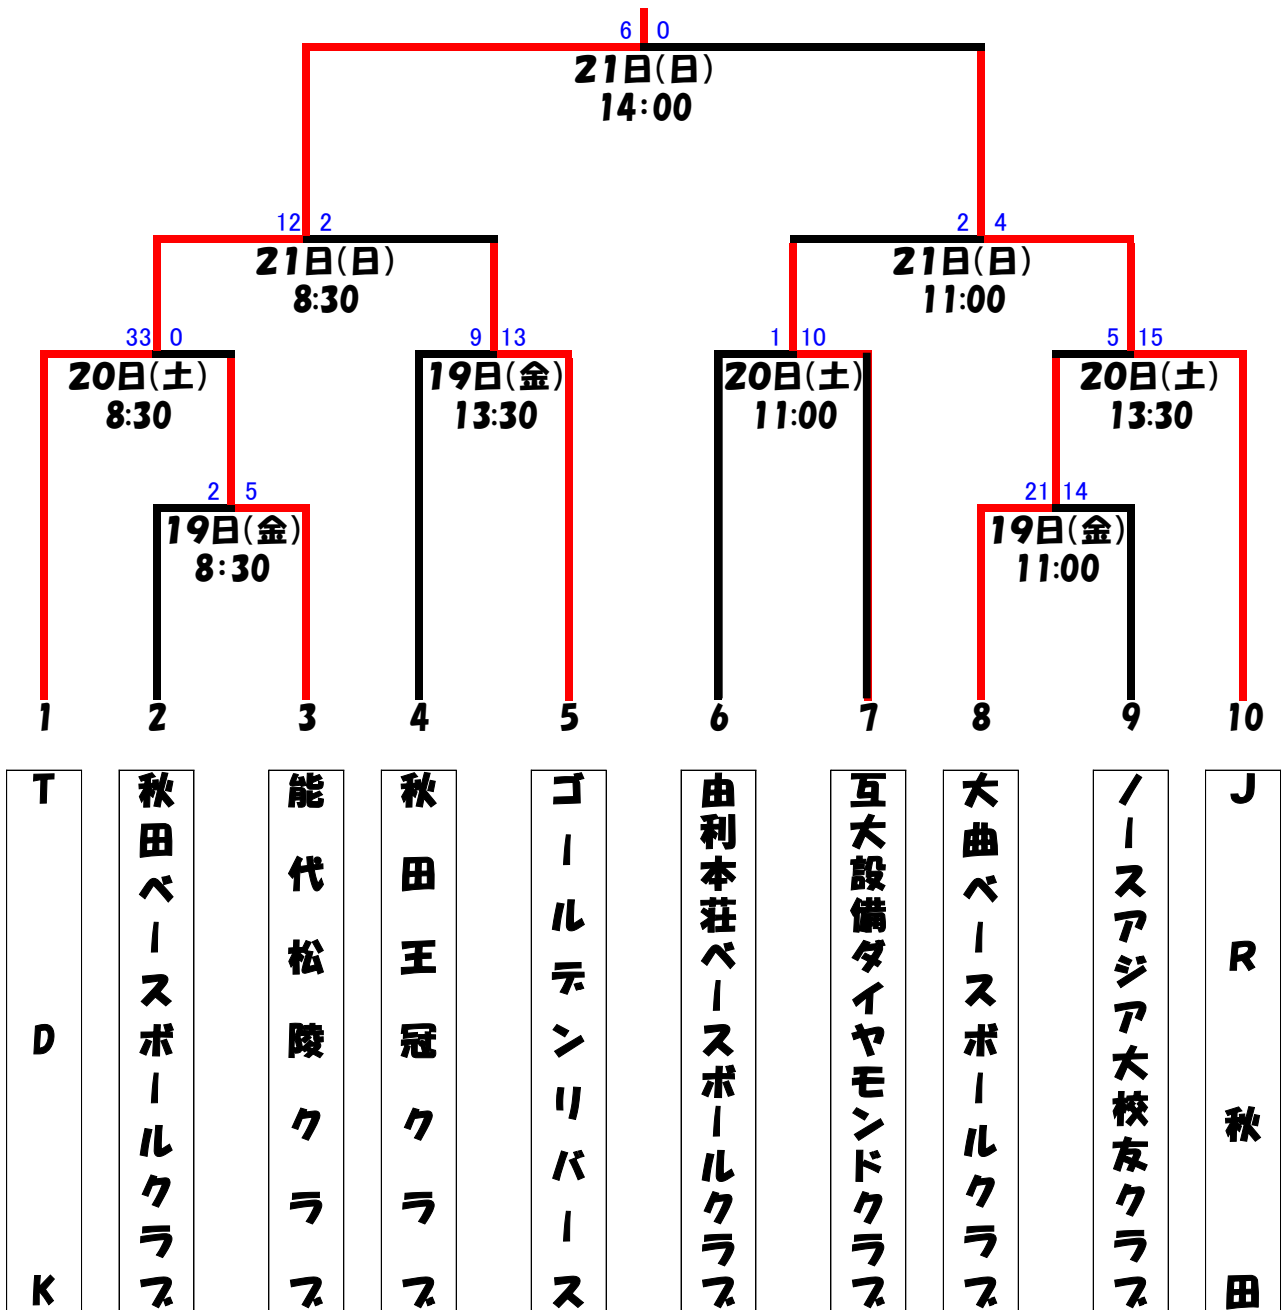 6 0
21日(日)
14:00
12 2
21日(日)
8:30
2 4
21日(日)
11:00
33 0
20日(土)
8:30
9 13
19日(金)
13:30
1 10
20日(土)
11:00
5 15
20日(土)
13:30
2 5
19日(金)
8:30
21 14
19日(金)
11:00
1 2 3 4 5 6 7 8 9 10
TDK
秋田ベースボールクラブ
能代松陵クラブ
秋田王冠クラブ
ゴールデンリバース
由利本荘ベースボールクラブ
互大設備ダイヤモンドクラブ
大曲ベースボールクラブ
ノースアジア大校友クラブ
JR秋田